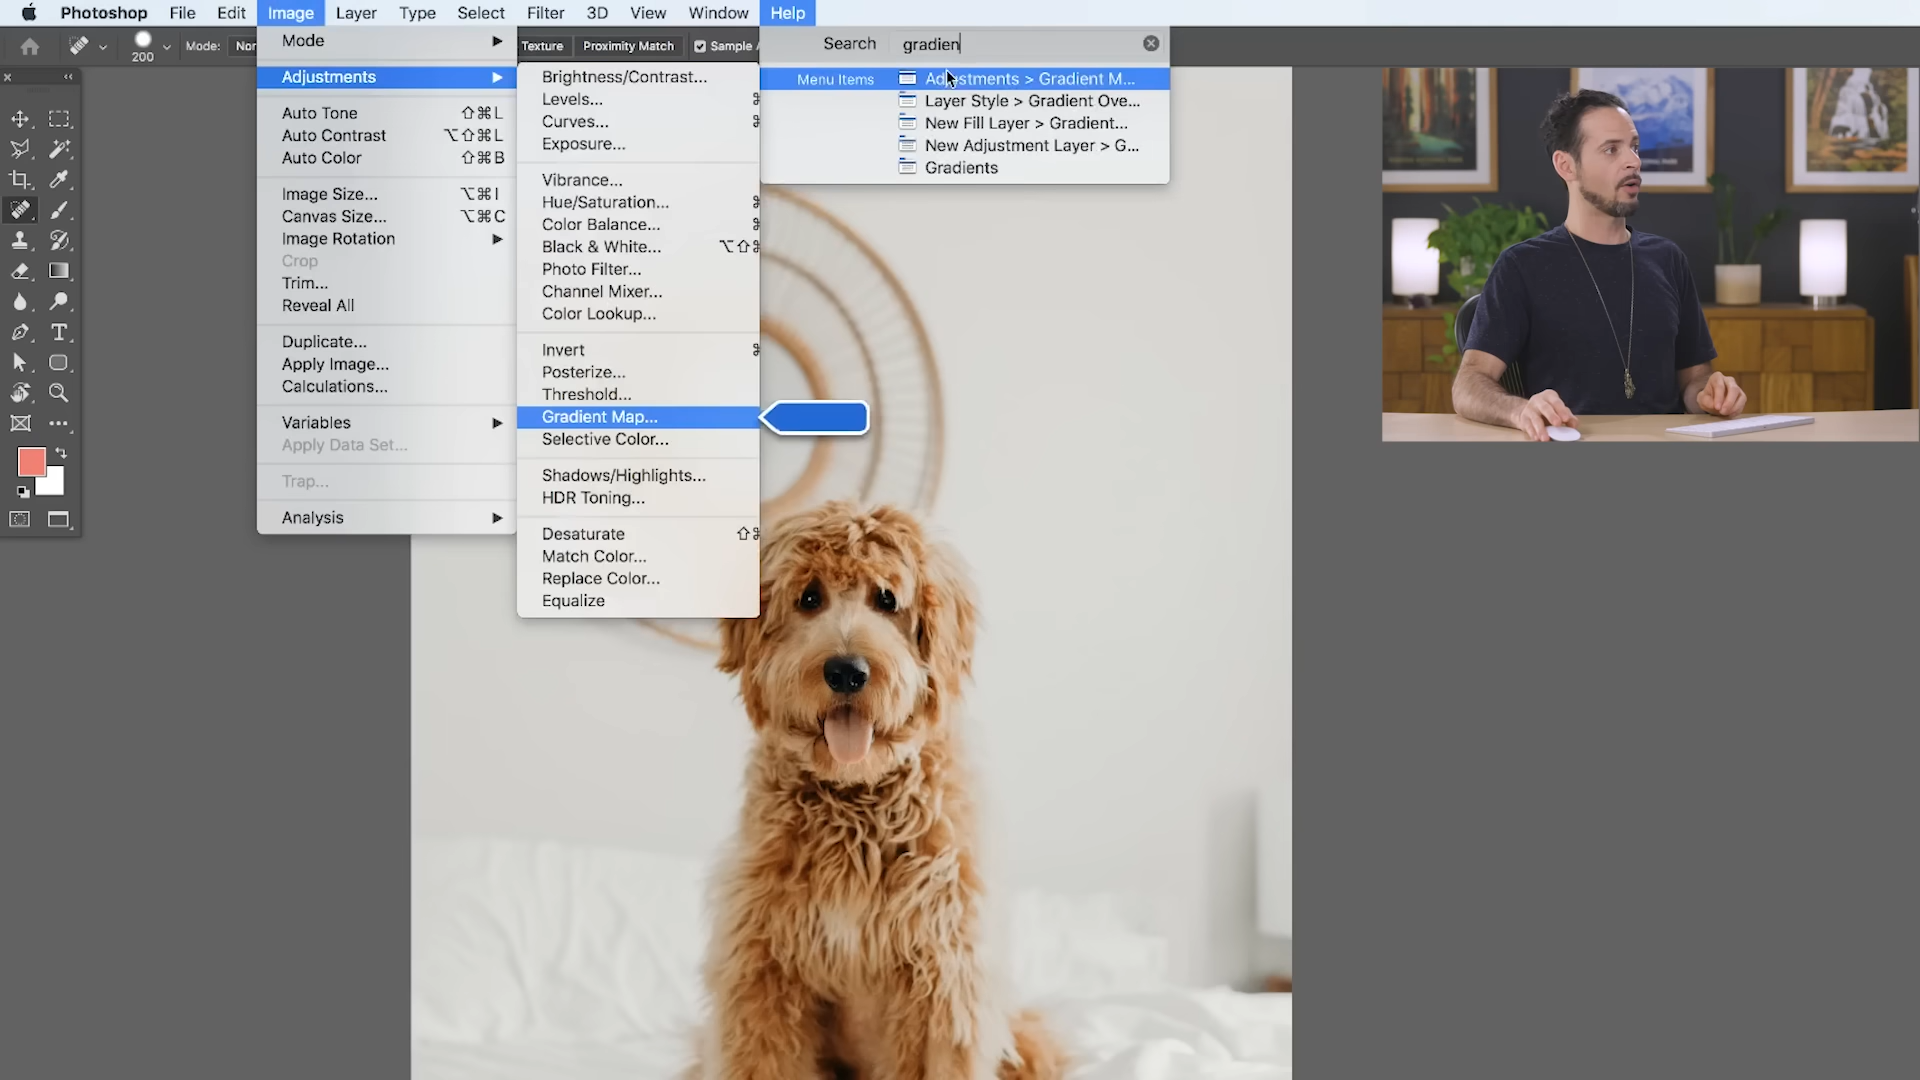 Photoshop File Edit Image Layer Type Select Filter 3D View Window Help
200 Mode: Nor Texture Proximity Match Sample A
Mode
Adjustments
Auto Tone ⇧⌘L
Auto Contrast ⌥⇧⌘L
Auto Color ⇧⌘B
Image Size... ⌥⌘I
Canvas Size... ⌥⌘C
Image Rotation
Crop
Trim...
Reveal All
Duplicate...
Apply Image...
Calculations...
Variables
Apply Data Set...
Trap...
Analysis
Brightness/Contrast...
Levels...
Curves...
Exposure...
Vibrance...
Hue/Saturation...
Color Balance...
Black & White... ⌥⇧⌘
Photo Filter...
Channel Mixer...
Color Lookup...
Invert
Posterize...
Threshold...
Gradient Map...
Selective Color...
Shadows/Highlights...
HDR Toning...
Desaturate ⇧⌘
Match Color...
Replace Color...
Equalize
Search gradien
Menu Items Adjustments > Gradient M...
Layer Style > Gradient Ove...
New Fill Layer > Gradient...
New Adjustment Layer > G...
Gradients